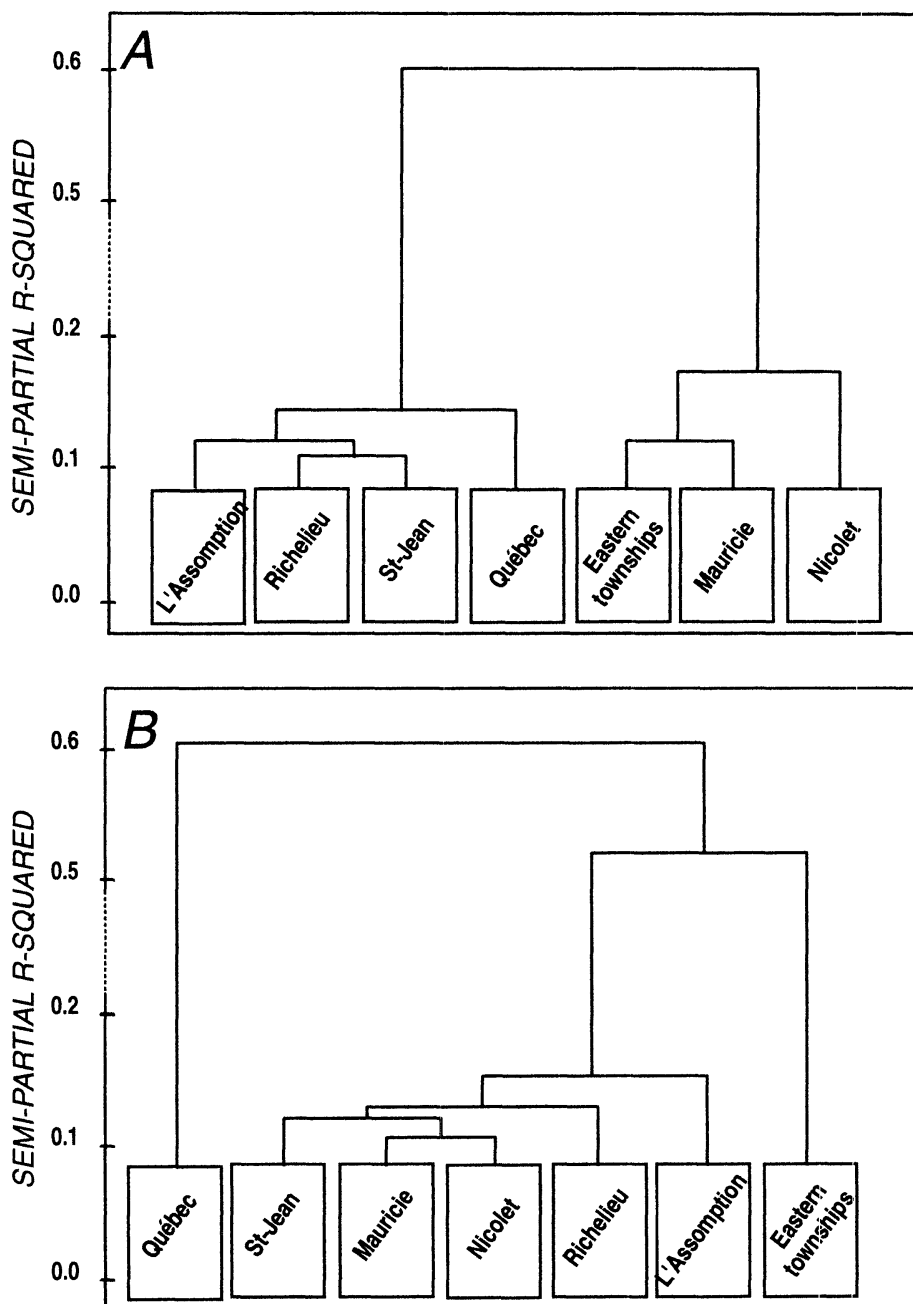 A
SEMI-PARTIAL R-SQUARED
0.6
0.5
0.2
0.1
0.0
L'Assomption
Richelieu
St-Jean
Québec
Eastern
townships
Mauricie
Nicolet
B
SEMI-PARTIAL R-SQUARED
0.6
0.5
0.2
0.1
0.0
Québec
St-Jean
Mauricie
Nicolet
Richelieu
L'Assomption
Eastern
townships